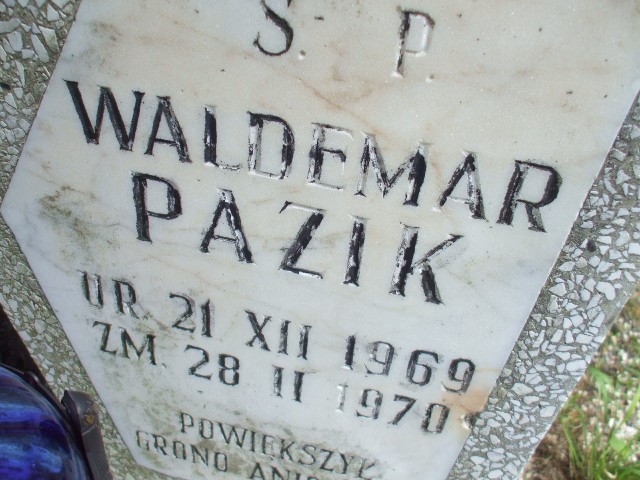 S. P.
WALDEMAR
PAZIK
UR. 21 XII 1969
ZM. 28 II 1970
POWIĘKSZYŁ
GRONO